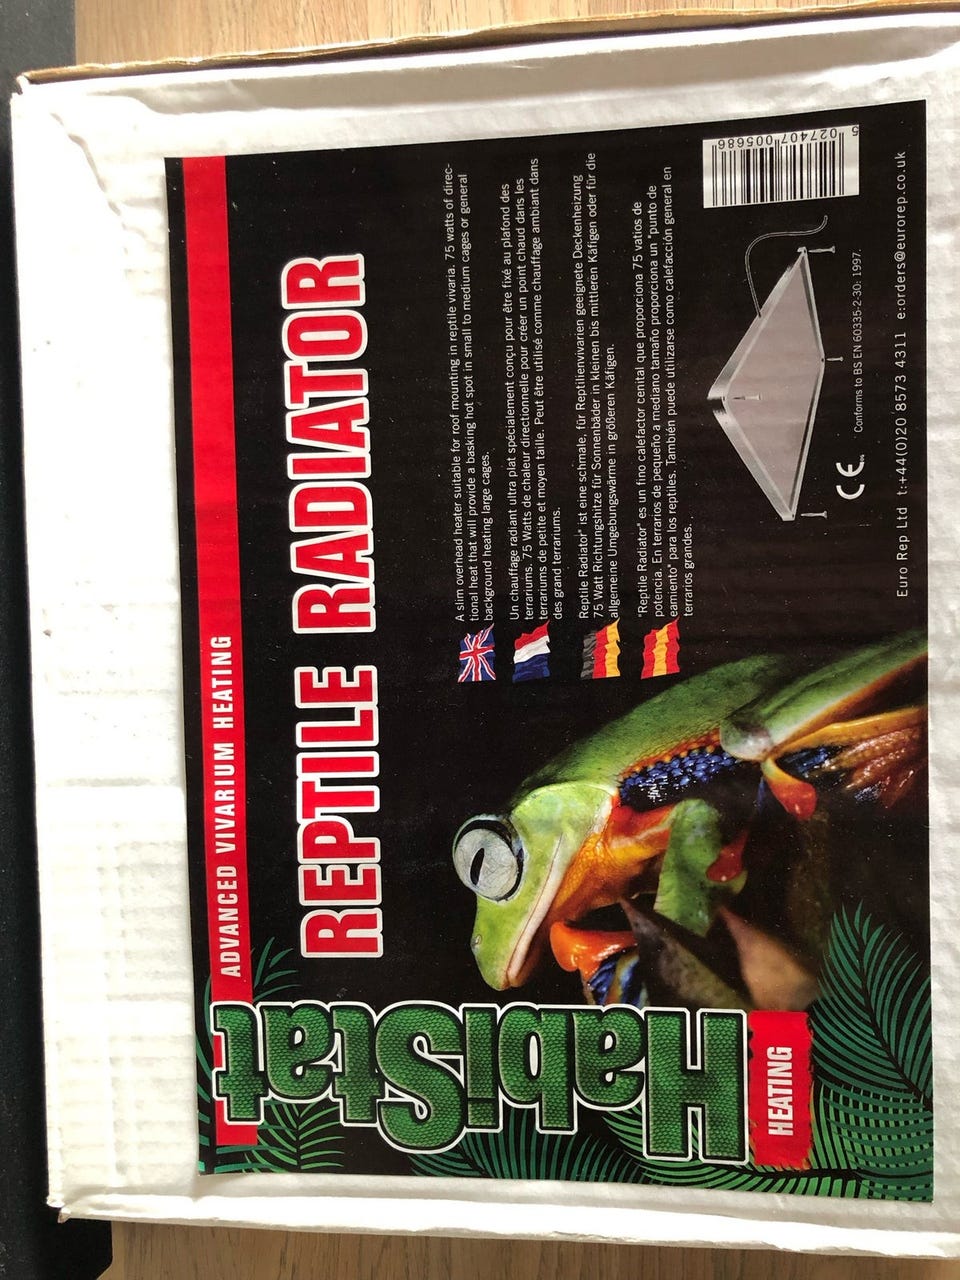 ADVANCED VIVARIUM HEATING
HabiStat
HEATING
REPTILE RADIATOR
A slim overhead heater suitable for roof mounting in reptile vivaria. 75 watts of direc-
tional heat that will provide a basking hot spot in small to medium cages or general
background heating large cages.
Un chauffage radiant ultra plat spécialement conçu pour être fixé au plafond des
terrariums. 75 Watts de chaleur directionnelle pour créer un point chaud dans les
terrariums de petite et moyen taille. Peut être utilisé comme chauffage ambiant dans
des grand terrariums.
Reptile Radiator" ist eine schmale, für Reptilienvivarien geeignete Deckenheizung
75 Watt Richtungshitze für Sonnenbäder in kleinen bis mittleren Käfigen oder für die
allgemeine Umgebungswärme in größeren Käfigen.
"Reptile Radiator" es un fino calefactor cenital que proporciona 75 vatios de
potencia. En terrarios de pequeño a mediano tamaño proporciona un "punto de
eamiento" para los reptiles. También puede utilizarse como calefacción general en
terrarios grandes.
5 027407 005686
CE
Conforms to BS EN 60335-2-30: 1997.
Euro Rep Ltd t:+44(0)20 8573 4311 e:orders@eurorep.co.uk